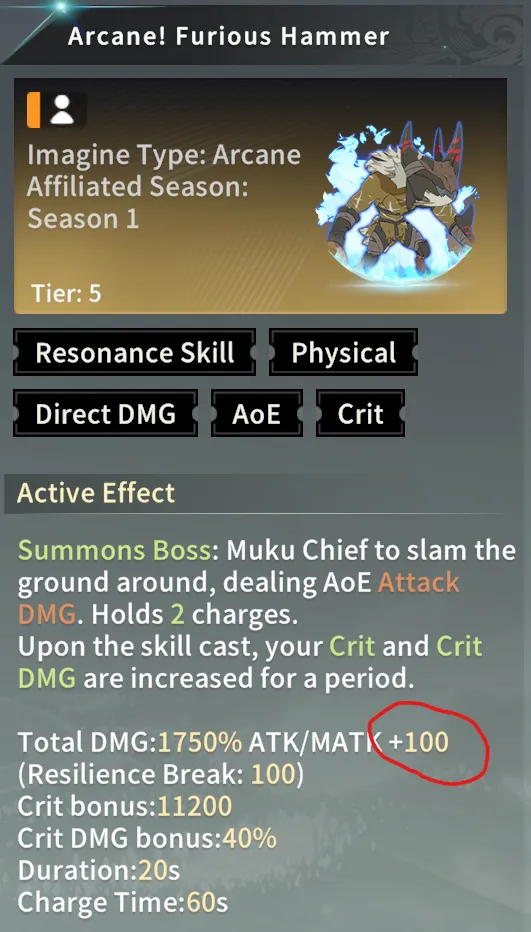 Arcane! Furious Hammer
Imagine Type: Arcane
Affiliated Season:
Season 1
Tier: 5
Resonance Skill
Physical
Direct DMG
AoE
Crit
Active Effect
Summons Boss: Muku Chief to slam the
ground around, dealing AoE Attack
DMG. Holds 2 charges.
Upon the skill cast, your Crit and Crit
DMG are increased for a period.
Total DMG:1750% ATK/MATK +100
(Resilience Break: 100)
Crit bonus:11200
Crit DMG bonus:40%
Duration:20s
Charge Time:60s